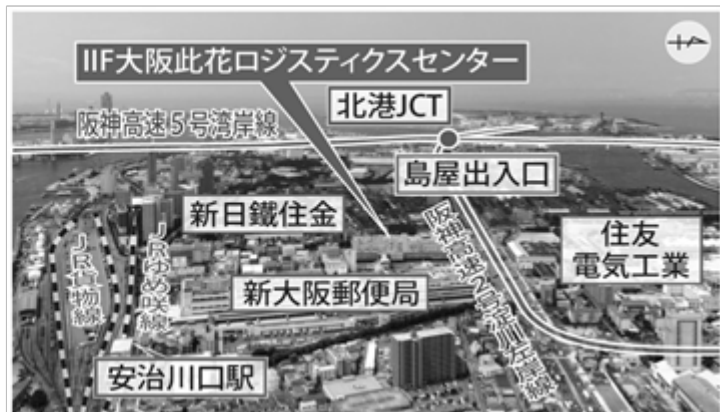 IIF大阪此花ロジスティクスセンター
北港JCT
阪神高速5号湾岸線
島屋出入口
新日鐵住金
阪神高速2号淀川左岸線
住友
電気工業
JR貨物線
JRゆめ咲線
新大阪郵便局
安治川口駅